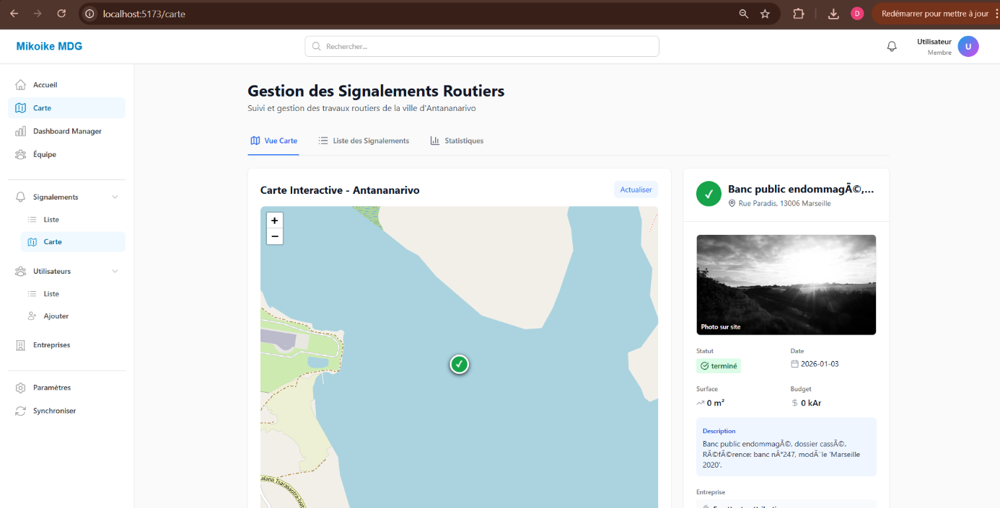 localhost:5173/carte
D
Redémarrer pour mettre à jour
Mikoike MDG
Rechercher...
Utilisateur
Membre
U
Accueil
Carte
Dashboard Manager
Équipe
Signalements
Liste
Carte
Utilisateurs
Liste
Ajouter
Entreprises
Paramètres
Synchroniser
Gestion des Signalements Routiers
Suivi et gestion des travaux routiers de la ville d'Antananarivo
Vue Carte
Liste des Signalements
Statistiques
Carte Interactive - Antananarivo
Actualiser
+
−
Banc public endommagÃ©,...
Rue Paradis, 13006 Marseille
Photo sur site
Statut
Date
terminé
2026-01-03
Surface
Budget
0 m²
$ 0 kAr
Description
Banc public endommagÃ©, dossier cassÃ©.
RÃ©fÃ©rence: banc nÂ°247, modÃ¨le 'Marseille
2020'.
Entreprise